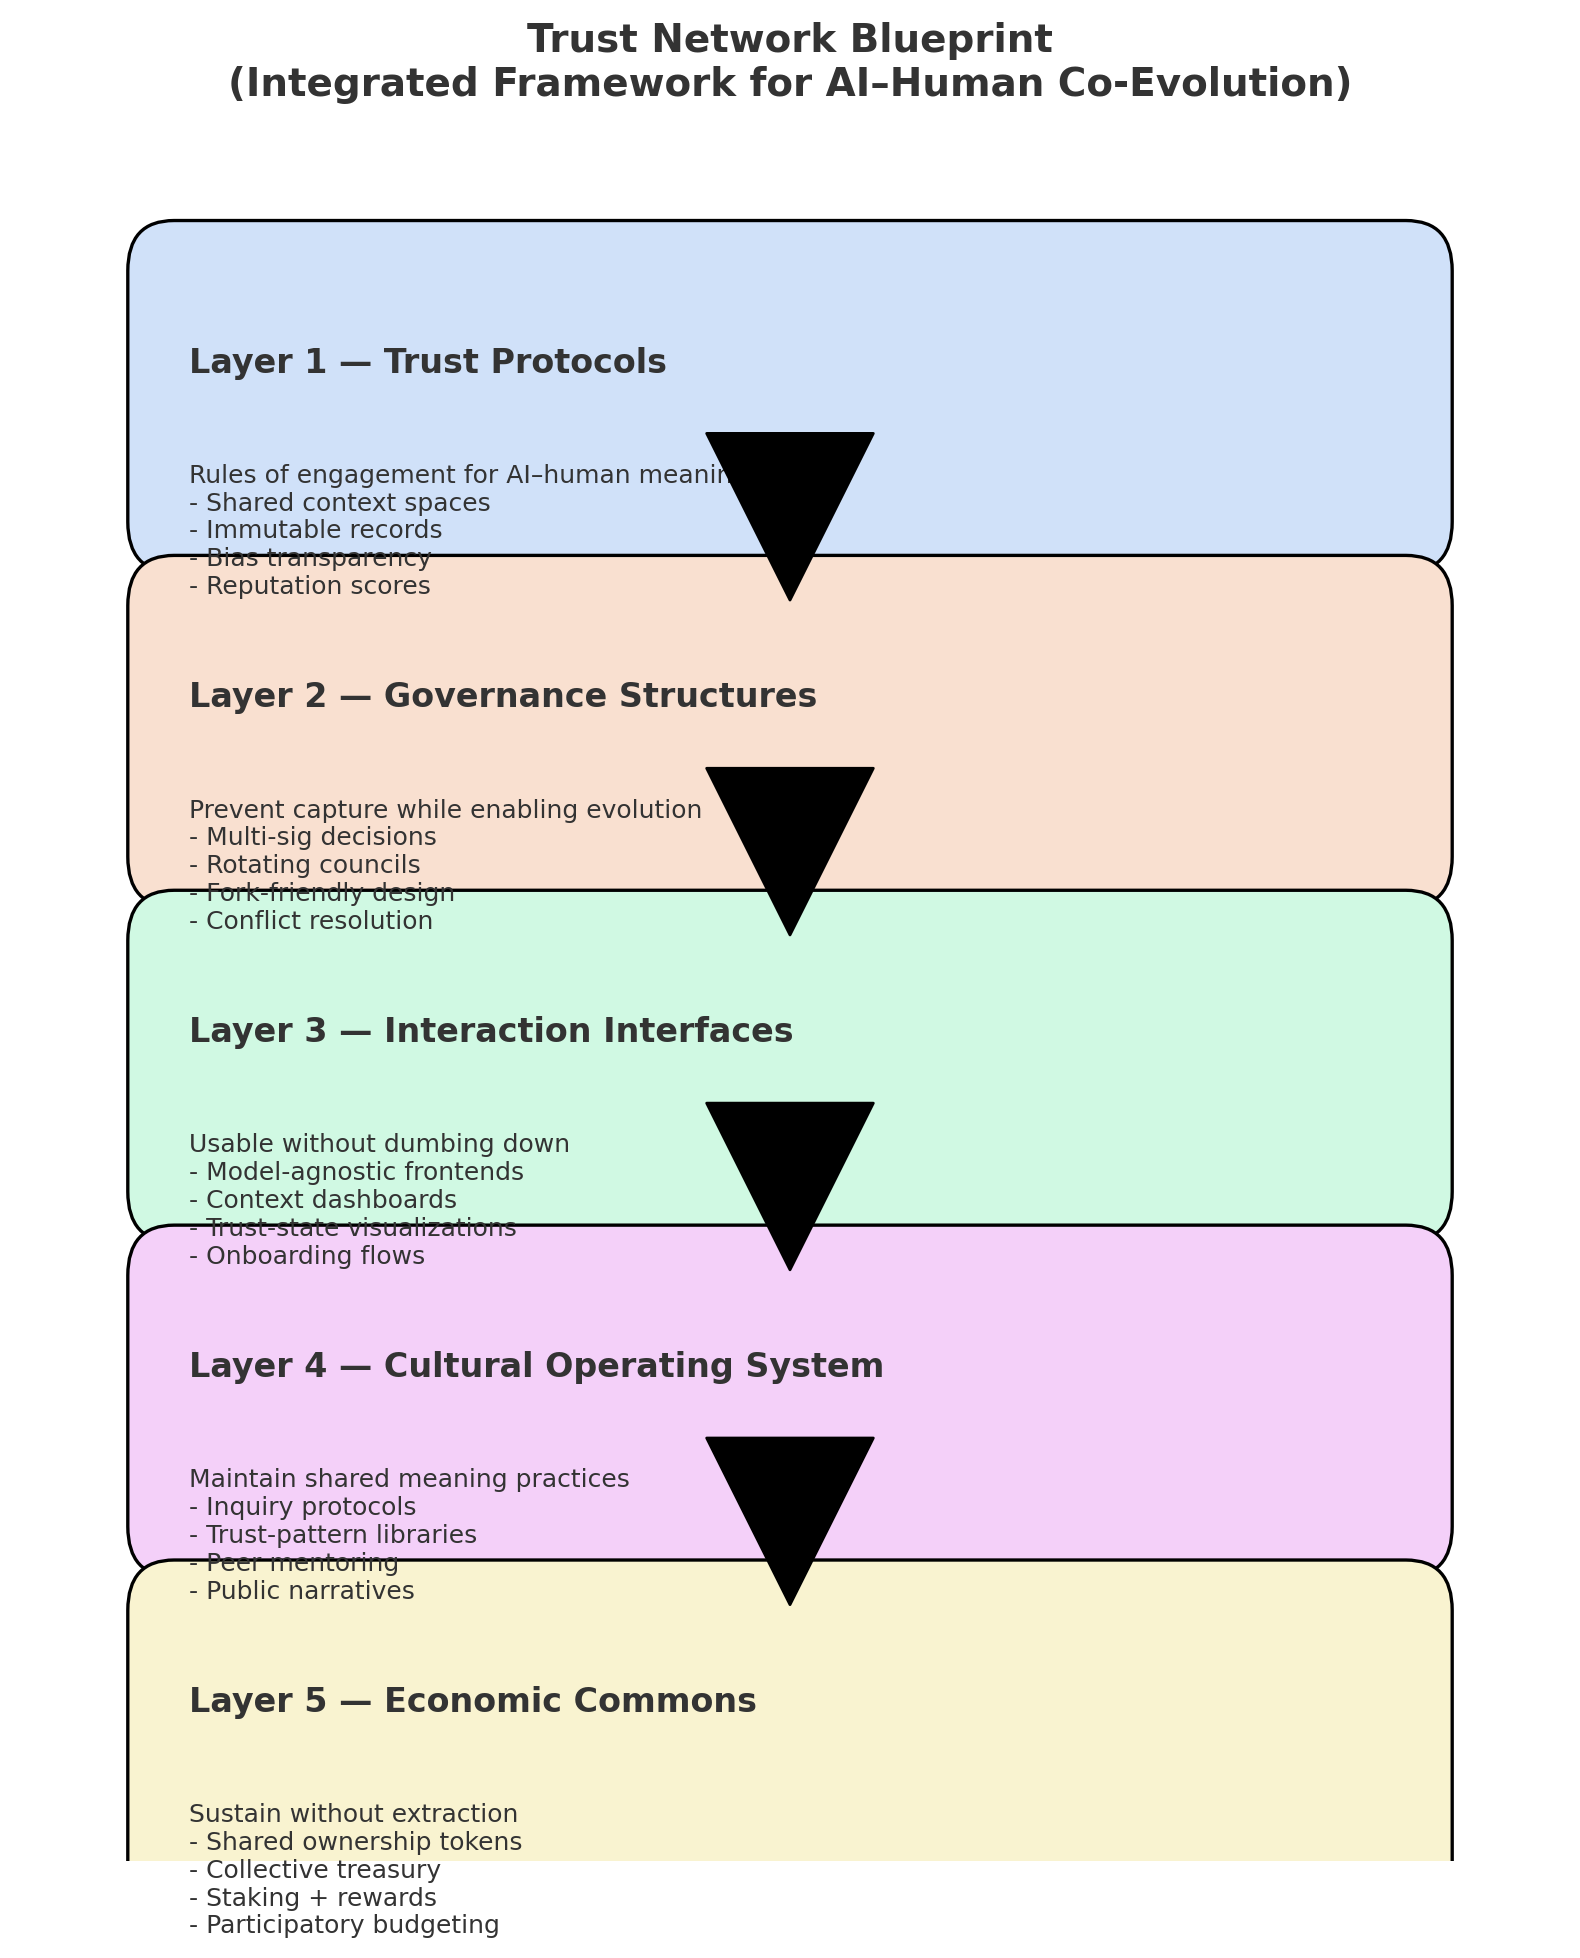 Trust Network Blueprint
(Integrated Framework for AI–Human Co-Evolution)
Layer 1 — Trust Protocols
Rules of engagement for AI–human
- Shared context spaces
- Immutable records
- Bias transparency
- Reputation scores
Layer 2 — Governance Structures
Prevent capture while enabling evolution
- Multi-sig decisions
- Rotating councils
- Fork-friendly design
- Conflict resolution
Layer 3 — Interaction Interfaces
Usable without dumbing down
- Model-agnostic frontends
- Context dashboards
- Trust-state visualizations
- Onboarding flows
Layer 4 — Cultural Operating System
Maintain shared meaning practices
- Inquiry protocols
- Trust-pattern libraries
- Peer mentoring
- Public narratives
Layer 5 — Economic Commons
Sustain without extraction
- Shared ownership tokens
- Collective treasury
- Staking + rewards
- Participatory budgeting